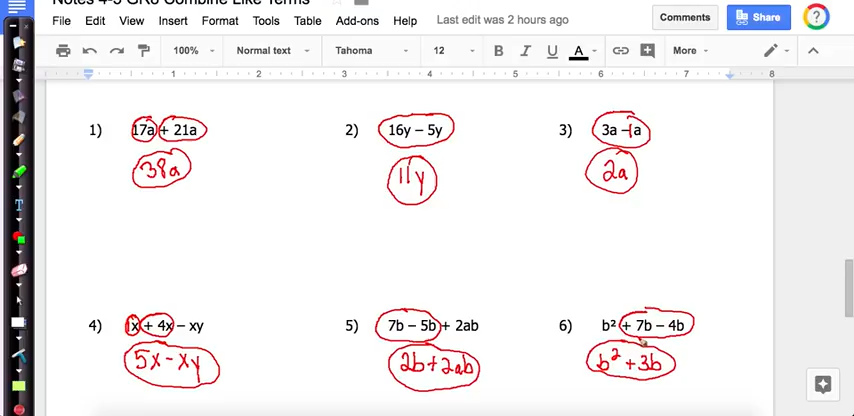 Notes 4-5 GR6 Combine Like Terms
File Edit View Insert Format Tools Table Add-ons Help Last edit was 2 hours ago
Comments Share
100% Normal text Tahoma 12 B I U A More
1 2 3 4 5 6 7 8
1) 17a + 21a 2) 16y – 5y 3) 3a – 1a
38a 11y 2a
4) 1x + 4x – xy 5) 7b – 5b + 2ab 6) b² + 7b – 4b
5x – xy 2b + 2ab b² + 3b
T